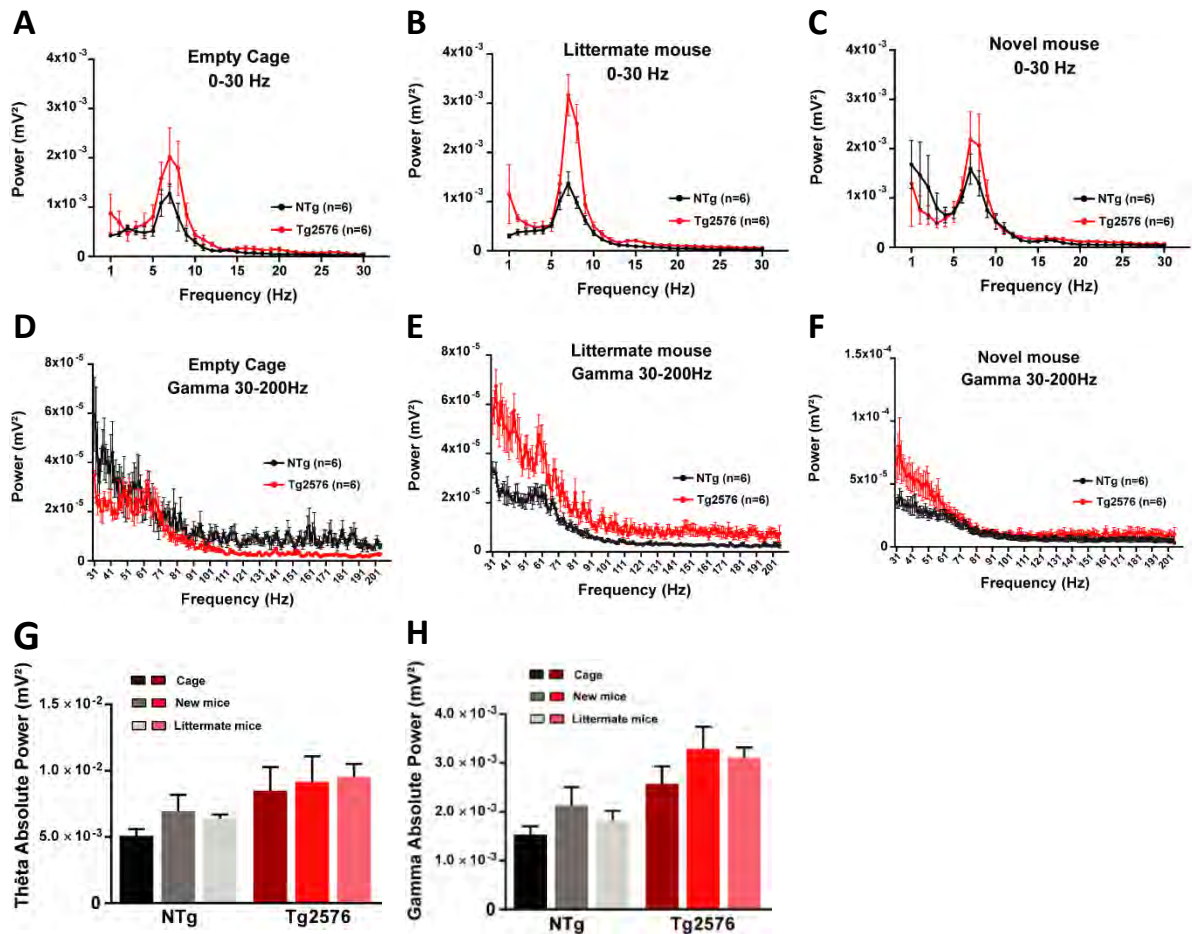 A
Empty Cage
0-30 Hz
4x10⁻³
3x10⁻³
2x10⁻³
1x10⁻³
0
Power (mV²)
NTg (n=6)
Tg2576 (n=6)
1 5 10 15 20 25 30
Frequency (Hz)
B
Littermate mouse
0-30 Hz
4x10⁻³
3x10⁻³
2x10⁻³
1x10⁻³
0
Power (mV²)
NTg (n=6)
Tg2576 (n=6)
1 5 10 15 20 25 30
Frequency (Hz)
C
Novel mouse
0-30 Hz
4x10⁻³
3x10⁻³
2x10⁻³
1x10⁻³
0
Power (mV²)
NTg (n=6)
Tg2576 (n=6)
1 5 10 15 20 25 30
Frequency (Hz)
D
Empty Cage
Gamma 30-200Hz
8x10⁻⁵
6x10⁻⁵
4x10⁻⁵
2x10⁻⁵
0
Power (mV²)
NTg (n=6)
Tg2576 (n=6)
31 41 51 61 71 81 91 101 111 121 131 141 151 161 171 181 191 201
Frequency (Hz)
E
Littermate mouse
Gamma 30-200Hz
8x10⁻⁵
6x10⁻⁵
4x10⁻⁵
2x10⁻⁵
0
Power (mV²)
NTg (n=6)
Tg2576 (n=6)
31 41 51 61 71 81 91 101 111 121 131 141 151 161 171 181 191 201
Frequency (Hz)
F
Novel mouse
Gamma 30-200Hz
1.5x10⁻⁴
1x10⁻⁴
5x10⁻⁵
0
Power (mV²)
NTg (n=6)
Tg2576 (n=6)
31 41 51 61 71 81 91 101 111 121 131 141 151 161 171 181 191 201
Frequency (Hz)
G
Cage
New mice
Littermate mice
1.5 × 10⁻²
1.0 × 10⁻²
5.0 × 10⁻³
0
Thêta Absolute Power (mV²)
NTg Tg2576
H
Cage
New mice
Littermate mice
4.0 × 10⁻³
3.0 × 10⁻³
2.0 × 10⁻³
1.0 × 10⁻³
0
Gamma Absolute Power (mV²)
NTg Tg2576